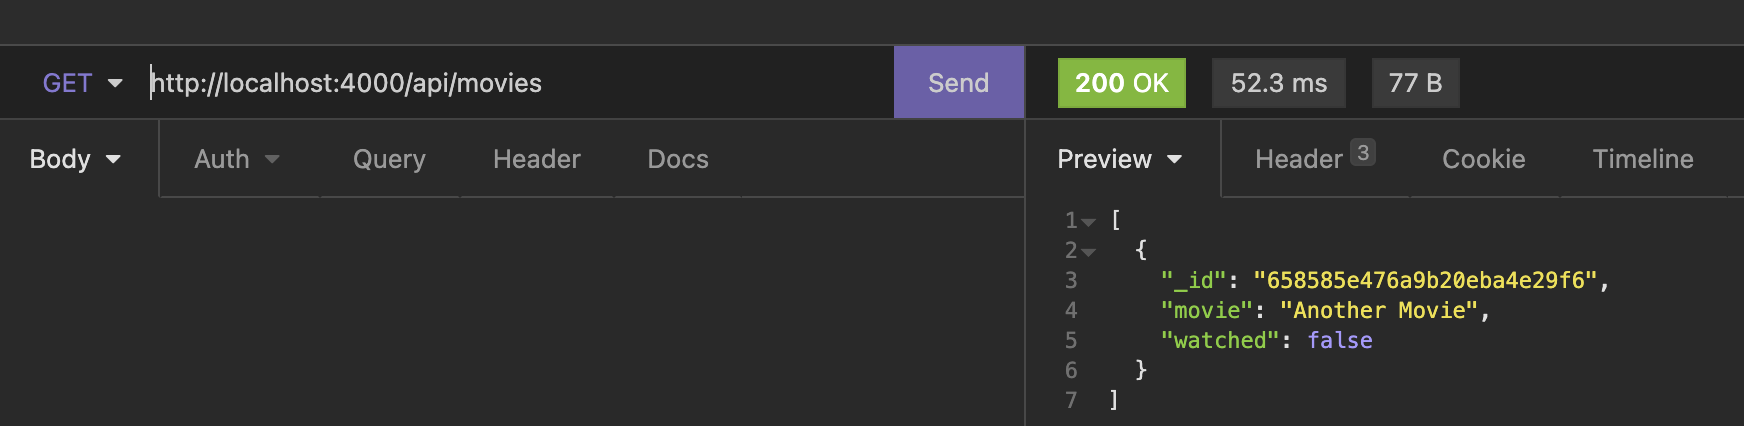 GET http://localhost:4000/api/movies Send 200 OK 52.3 ms 77 B
Body Auth Query Header Docs Preview Header 3 Cookie Timeline
1 [
2 {
3 "_id": "658585e476a9b20eba4e29f6",
4 "movie": "Another Movie",
5 "watched": false
6 }
7 ]